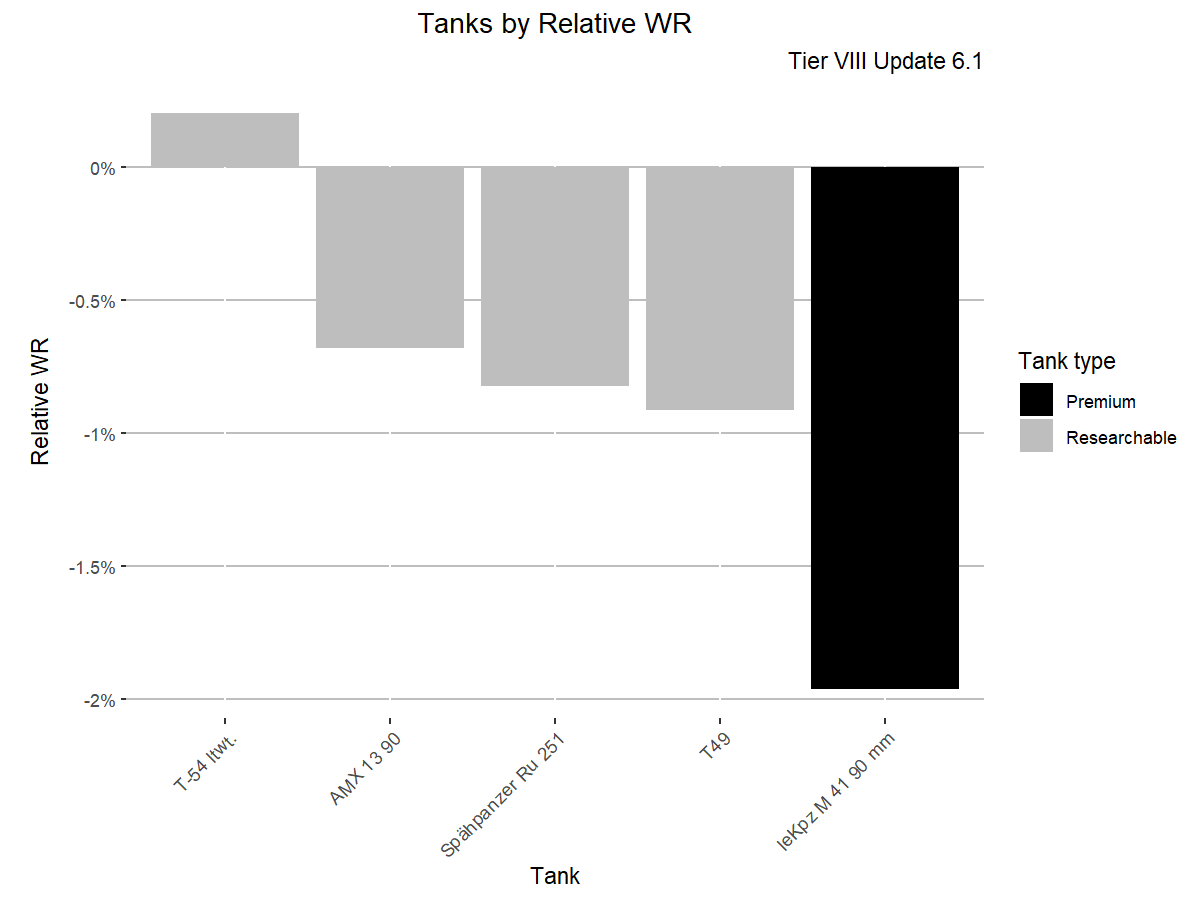 Tanks by Relative WR
Tier VIII Update 6.1
Relative WR
0%
-0.5%
-1%
-1.5%
-2%
T-54 ltwt.
AMX 13 90
Spähpanzer Ru 251
T49
leKpz M 41 90 mm
Tank
Tank type
Premium
Researchable